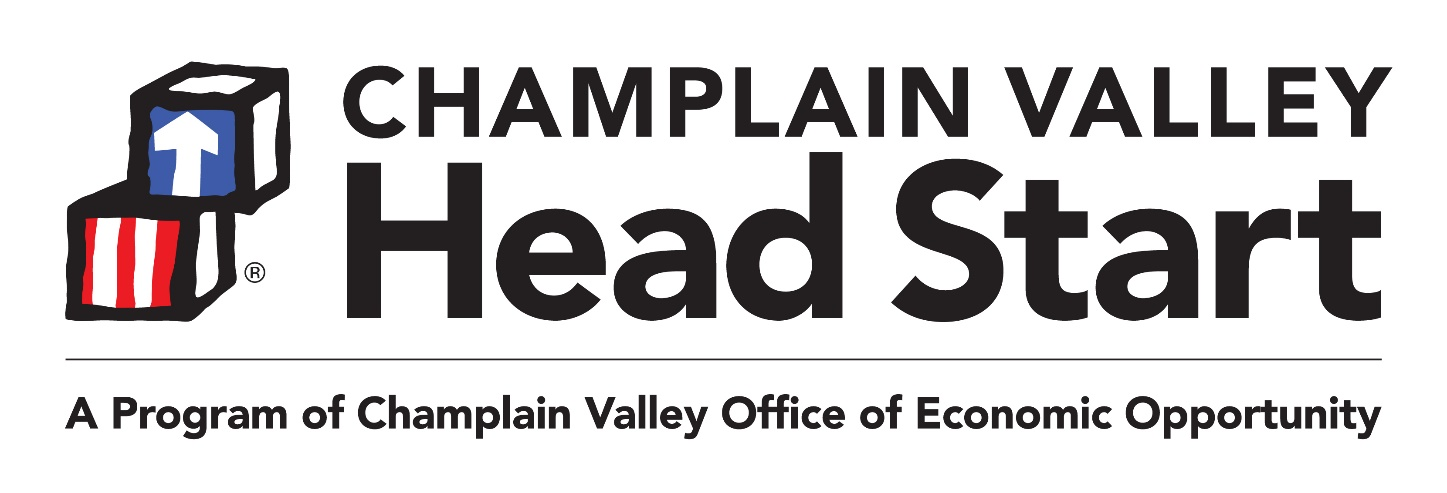 CHAMPLAIN VALLEY
Head Start
®
A Program of Champlain Valley Office of Economic Opportunity